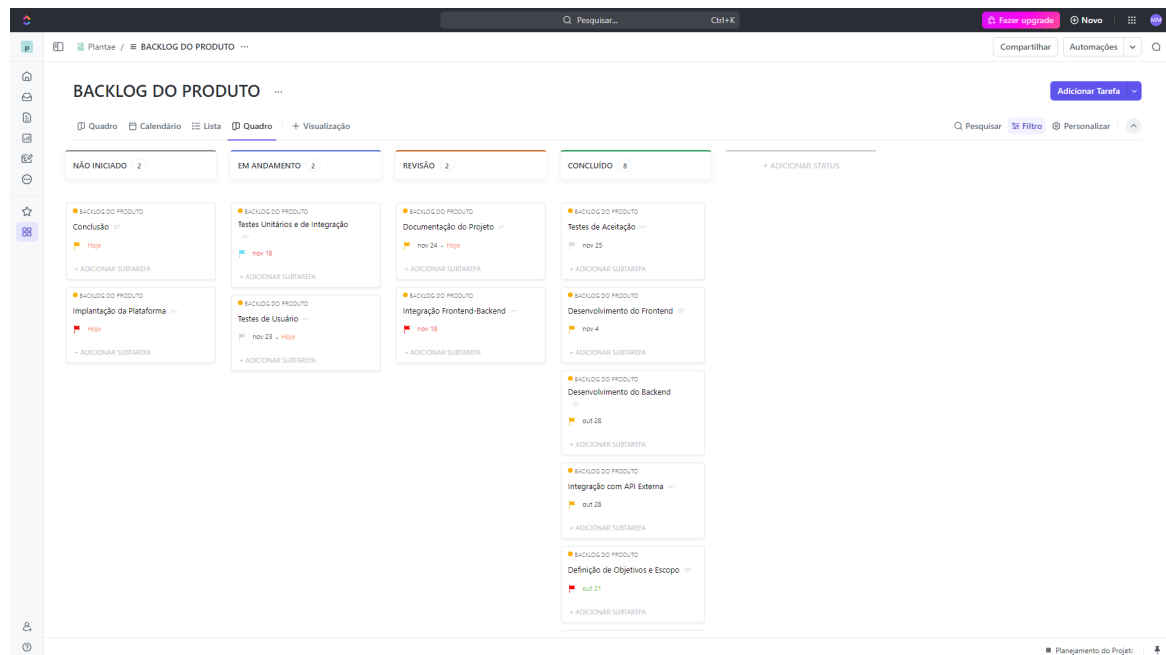 Pesquisar...
Ctrl+K
Fazer upgrade
Novo
MM
P
Plantae / BACKLOG DO PRODUTO ...
Compartilhar
Automações
BACKLOG DO PRODUTO ...
Adicionar Tarefa
Quadro
Calendário
Lista
Quadro
+ Visualização
Pesquisar
Filtro
Personalizar
NÃO INICIADO 2
EM ANDAMENTO 2
REVISÃO 2
CONCLUÍDO 8
+ ADICIONAR STATUS
BACKLOG DO PRODUTO
Conclusão
Hoje
+ ADICIONAR SUBTAREFA
BACKLOG DO PRODUTO
Implantação da Plataforma
Hoje
+ ADICIONAR SUBTAREFA
BACKLOG DO PRODUTO
Testes Unitários e de Integração
nov 18
+ ADICIONAR SUBTAREFA
BACKLOG DO PRODUTO
Testes de Usuário
nov 23 - Hoje
+ ADICIONAR SUBTAREFA
BACKLOG DO PRODUTO
Documentação do Projeto
nov 24 - Hoje
+ ADICIONAR SUBTAREFA
BACKLOG DO PRODUTO
Integração Frontend-Backend
nov 18
+ ADICIONAR SUBTAREFA
BACKLOG DO PRODUTO
Testes de Aceitação
nov 25
+ ADICIONAR SUBTAREFA
BACKLOG DO PRODUTO
Desenvolvimento do Frontend
nov 4
+ ADICIONAR SUBTAREFA
BACKLOG DO PRODUTO
Desenvolvimento do Backend
out 28
+ ADICIONAR SUBTAREFA
BACKLOG DO PRODUTO
Integração com API Externa
out 28
+ ADICIONAR SUBTAREFA
BACKLOG DO PRODUTO
Definição de Objetivos e Escopo
out 21
+ ADICIONAR SUBTAREFA
Planejamento do Projet: